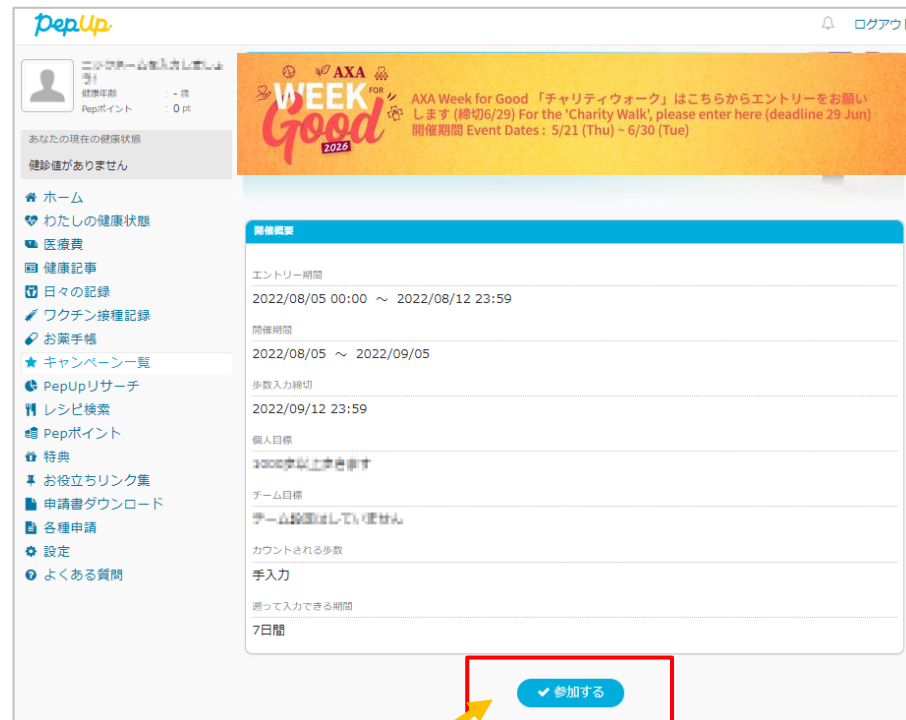 PepUp
ログアウト
健康年齢 : - 歳
Pepポイント : 0 pt
あなたの現在の健康状態
健診値がありません
ホーム
わたしの健康状態
医療費
健康記事
日々の記録
ワクチン接種記録
お薬手帳
キャンペーン一覧
PepUpリサーチ
レシピ検索
Pepポイント
特典
お役立ちリンク集
申請書ダウンロード
各種申請
設定
よくある質問
AXA
WEEK FOR
Good
2026
AXA Week for Good 「チャリティウォーク」はこちらからエントリーをお願い
します (締切6/29) For the 'Charity Walk', please enter here (deadline 29 Jun)
開催期間 Event Dates : 5/21 (Thu) ~ 6/30 (Tue)
開催概要
エントリー期間
2022/08/05 00:00 ～ 2022/08/12 23:59
開催期間
2022/08/05 ～ 2022/09/05
歩数入力締切
2022/09/12 23:59
個人目標
チーム目標
カウントされる歩数
手入力
遡って入力できる期間
7日間
参加する